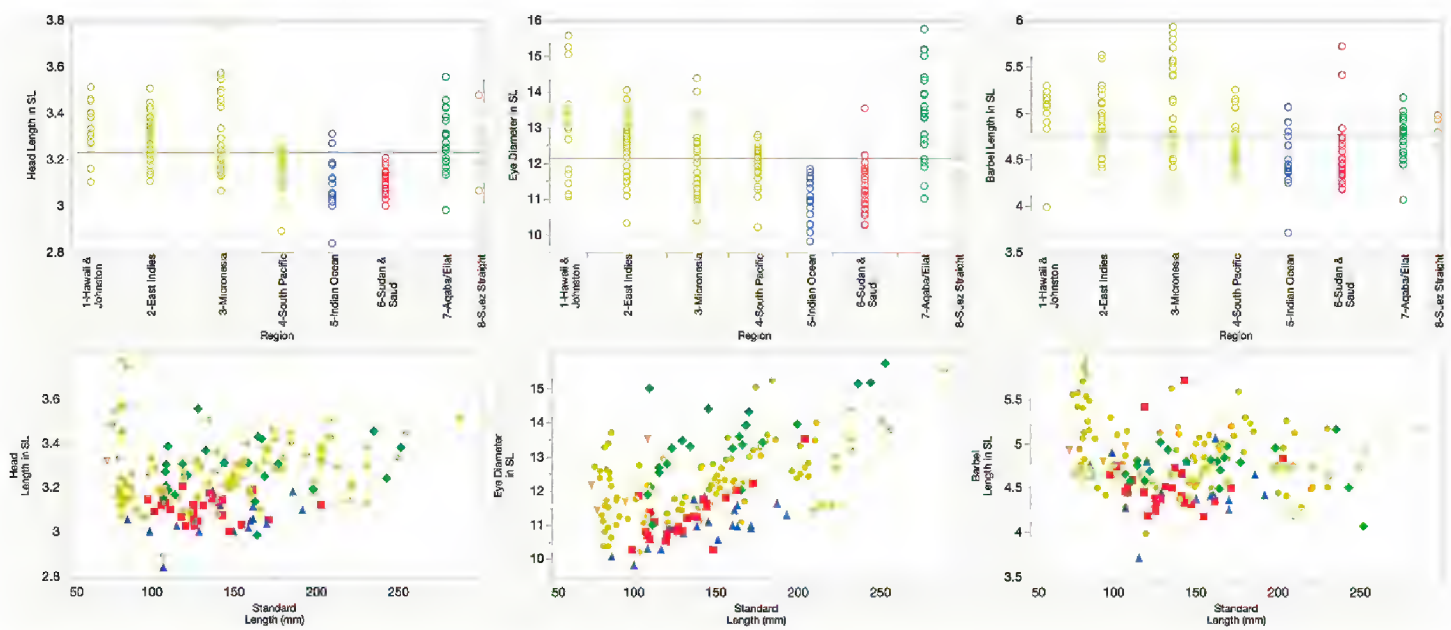 3.8
3.6
3.4
3.2
3
2.8
Head Length in SL
1-Hawaii &
Johnston
2-East Indies
3-Micronesia
4-South Pacific
5-Indian Ocean
6-Sudan &
Saudi
7-Aqaba/Eilat
8-Suez Straight
Region
16
15
14
13
12
11
10
Eye Diameter in SL
1-Hawaii &
Johnston
2-East Indies
3-Micronesia
4-South Pacific
5-Indian Ocean
6-Sudan &
Saudi
7-Aqaba/Eilat
8-Suez Straight
Region
6
5.5
5
4.5
4
3.5
Barbel Length in SL
1-Hawaii &
Johnston
2-East Indies
3-Micronesia
4-South Pacific
5-Indian Ocean
6-Sudan &
Saudi
7-Aqaba/Eilat
8-Suez Straight
Region
3.6
3.4
3.2
3
2.8
Head
Length in SL
50 100 150 200 250
Standard
Length (mm)
15
14
13
12
11
10
Eye Diameter
in SL
50 100 150 200 250
Standard
Length (mm)
5.5
5
4.5
4
3.5
Barbel
Length in SL
50 100 150 200 250
Standard
Length (mm)